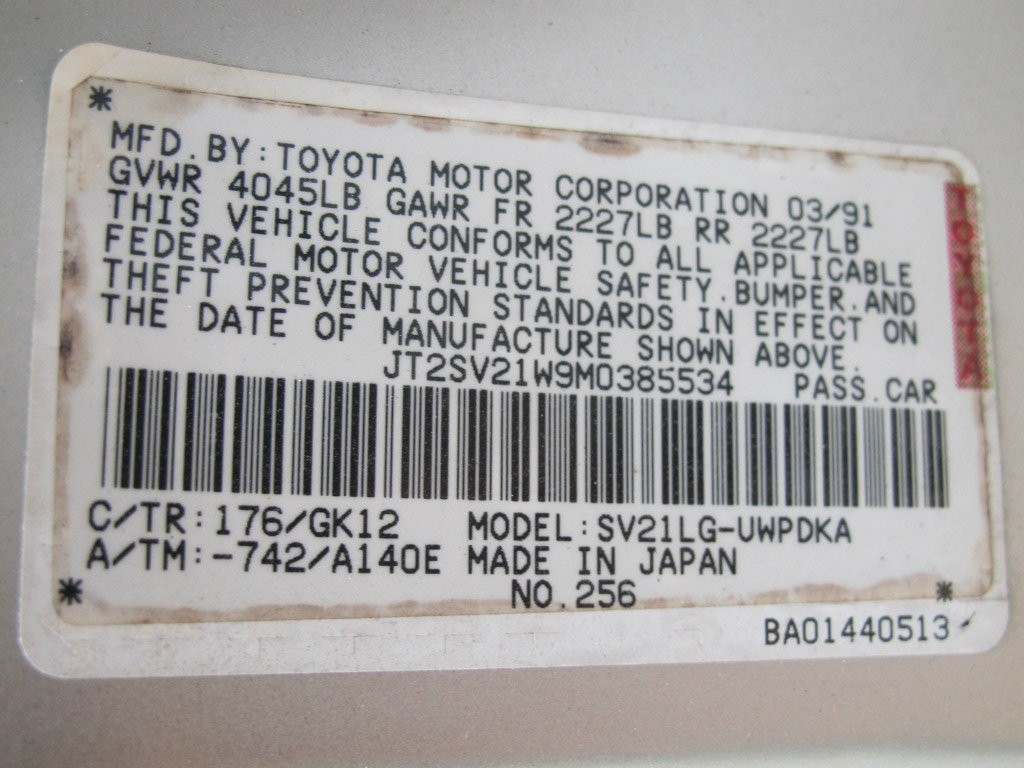 MFD.BY:TOYOTA MOTOR CORPORATION 03/91
GVWR 4045LB GAWR FR 2227LB RR 2227LB
THIS VEHICLE CONFORMS TO ALL APPLICABLE
FEDERAL MOTOR VEHICLE SAFETY.BUMPER.AND
THEFT PREVENTION STANDARDS IN EFFECT ON
THE DATE OF MANUFACTURE SHOWN ABOVE.
JT2SV21W9M0385534 PASS.CAR
TOYOTA
C/TR:176/GK12 MODEL:SV21LG-UWPDKA
A/TM:-742/A140E MADE IN JAPAN
NO.256
BA01440513